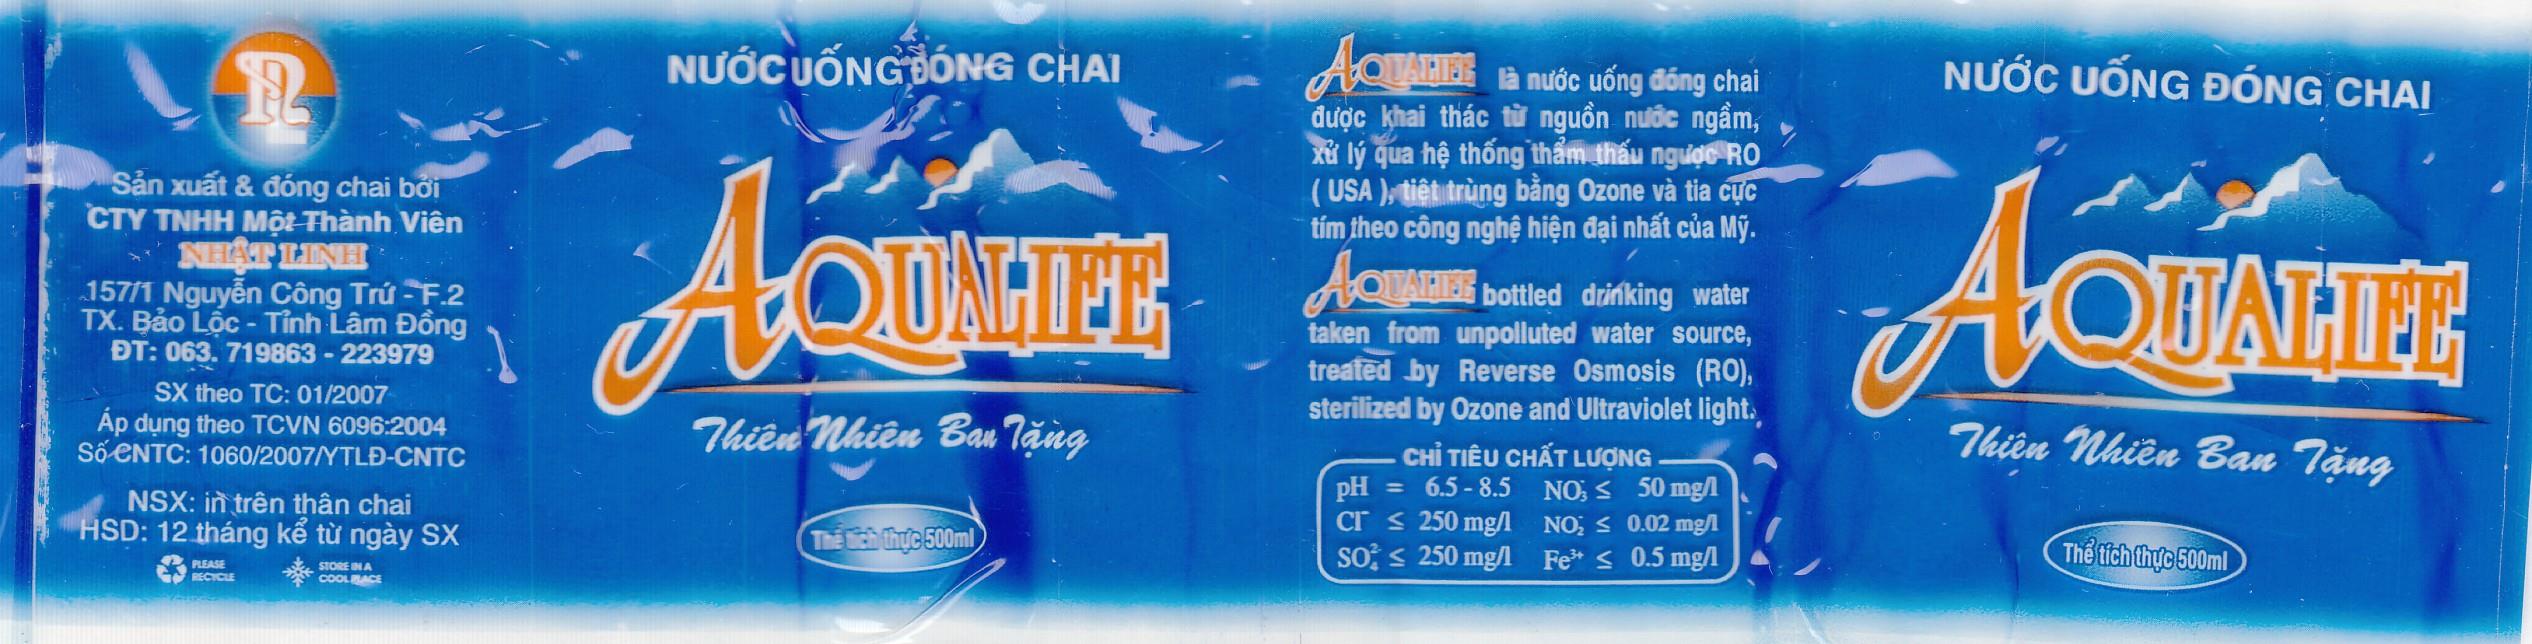 PL
Sản xuất & đóng chai bởi
CTY TNHH Một Thành Viên
NHẬT LINH
157/1 Nguyễn Công Trứ - F.2
TX. Bảo Lộc - Tỉnh Lâm Đồng
ĐT: 063. 719863 - 223979
SX theo TC: 01/2007
Áp dụng theo TCVN 6096:2004
Số CNTC: 1060/2007/YTLĐ-CNTC
NSX: in trên thân chai
HSD: 12 tháng kể từ ngày SX
PLEASE
RECYCLE
STORE IN A
COOL PLACE
NƯỚC UỐNG ĐÓNG CHAI
AQUALIFE
Thiên Nhiên Ban Tặng
Thể tích thực 500ml
AQUALIFE là nước uống đóng chai
được khai thác từ nguồn nước ngầm,
xử lý qua hệ thống thẩm thấu ngược RO
( USA ), tiệt trùng bằng Ozone và tia cực
tím theo công nghệ hiện đại nhất của Mỹ.
AQUALIFE bottled drinking water
taken from unpolluted water source,
treated by Reverse Osmosis (RO),
sterilized by Ozone and Ultraviolet light.
CHỈ TIÊU CHẤT LƯỢNG
pH = 6.5 - 8.5 NO₃⁻ ≤ 50 mg/l
Cl⁻ ≤ 250 mg/l NO₂⁻ ≤ 0.02 mg/l
SO₄²⁻ ≤ 250 mg/l Fe³⁺ ≤ 0.5 mg/l
NƯỚC UỐNG ĐÓNG CHAI
AQUALIFE
Thiên Nhiên Ban Tặng
Thể tích thực 500ml